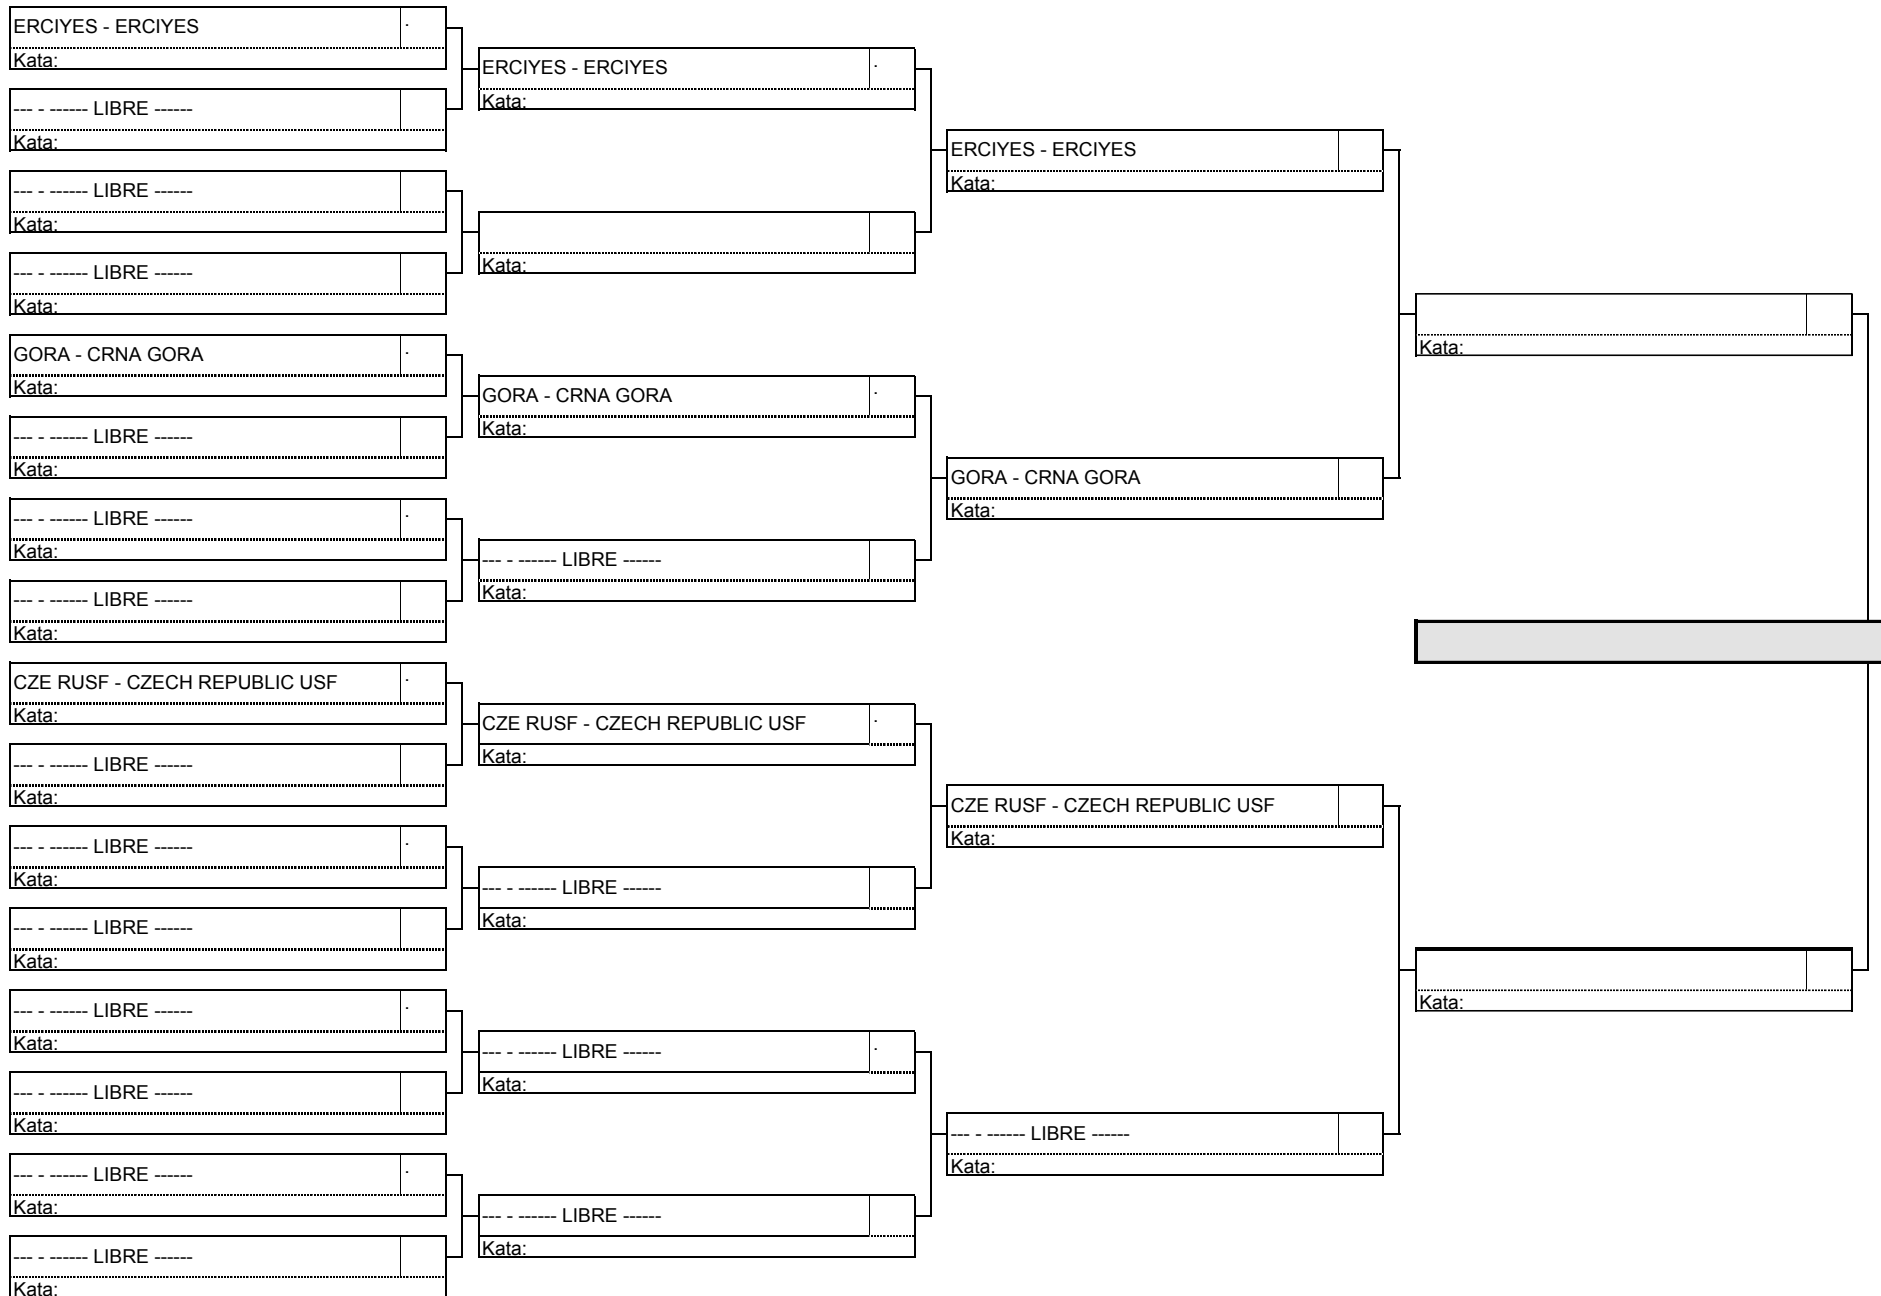 ERCIYES - ERCIYES .
Kata:
--- - ------ LIBRE ------
Kata:
--- - ------ LIBRE ------
Kata:
--- - ------ LIBRE ------
Kata:
GORA - CRNA GORA .
Kata:
--- - ------ LIBRE ------
Kata:
--- - ------ LIBRE ------ .
Kata:
--- - ------ LIBRE ------
Kata:
CZE RUSF - CZECH REPUBLIC USF .
Kata:
--- - ------ LIBRE ------
Kata:
--- - ------ LIBRE ------ .
Kata:
--- - ------ LIBRE ------
Kata:
--- - ------ LIBRE ------ .
Kata:
--- - ------ LIBRE ------
Kata:
--- - ------ LIBRE ------ .
Kata:
--- - ------ LIBRE ------
Kata:
ERCIYES - ERCIYES .
Kata:
Kata:
GORA - CRNA GORA .
Kata:
--- - ------ LIBRE ------
Kata:
CZE RUSF - CZECH REPUBLIC USF .
Kata:
--- - ------ LIBRE ------
Kata:
--- - ------ LIBRE ------ .
Kata:
--- - ------ LIBRE ------
Kata:
ERCIYES - ERCIYES
Kata:
GORA - CRNA GORA
Kata:
CZE RUSF - CZECH REPUBLIC USF
Kata:
--- - ------ LIBRE ------
Kata:
Kata:
Kata: